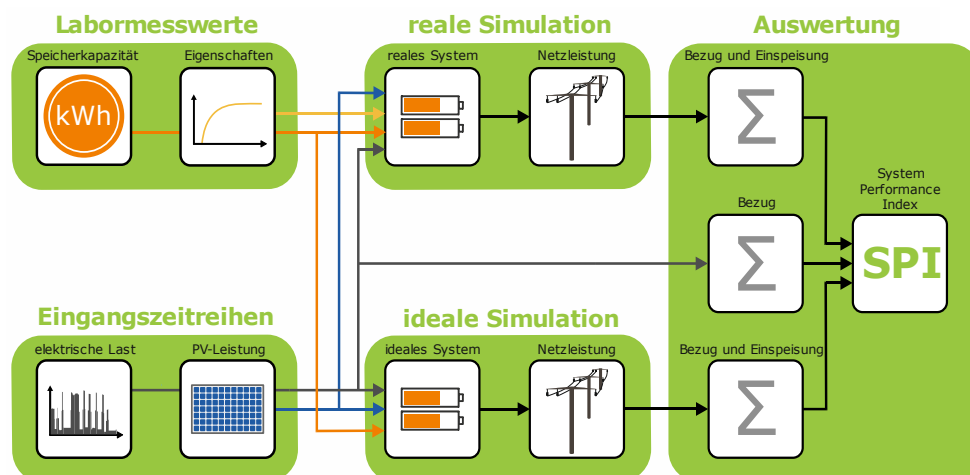 Labormesswerte
reale Simulation
Auswertung
Speicherkapazität
Eigenschaften
reales System
Netzleistung
Bezug und Einspeisung
kWh
Σ
System
Performance
Index
Bezug
Σ
SPI
Eingangszeitreihen
ideale Simulation
elektrische Last
PV-Leistung
ideales System
Netzleistung
Bezug und Einspeisung
Σ